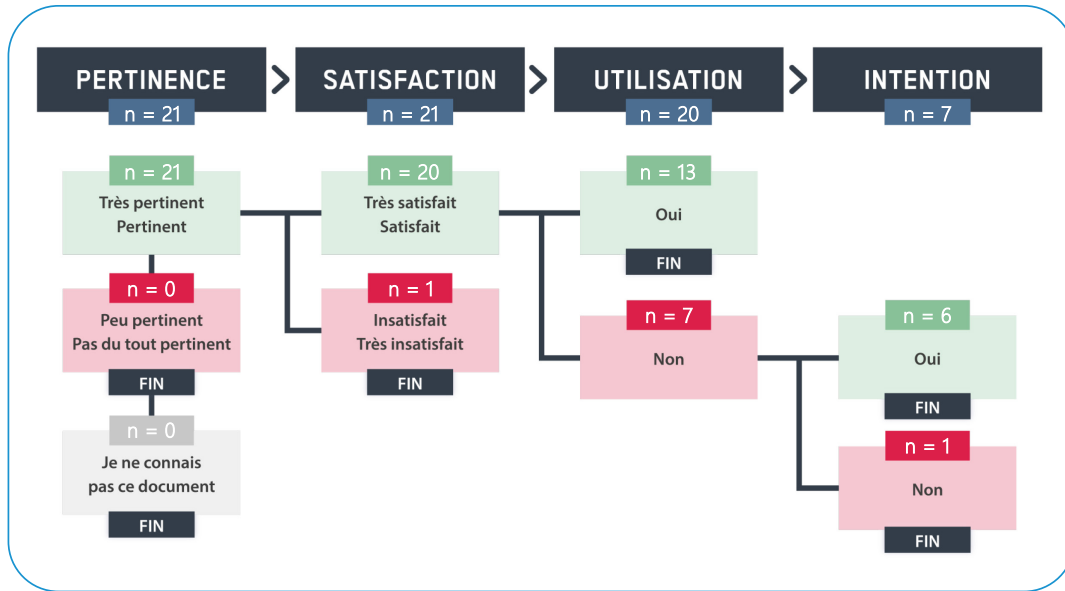 PERTINENCE
n = 21
SATISFACTION
n = 21
UTILISATION
n = 20
INTENTION
n = 7
n = 21
Très pertinent
Pertinent
n = 0
Peu pertinent
Pas du tout pertinent
FIN
n = 0
Je ne connais
pas ce document
FIN
n = 20
Très satisfait
Satisfait
n = 1
Insatisfait
Très insatisfait
FIN
n = 13
Oui
FIN
n = 7
Non
n = 6
Oui
FIN
n = 1
Non
FIN